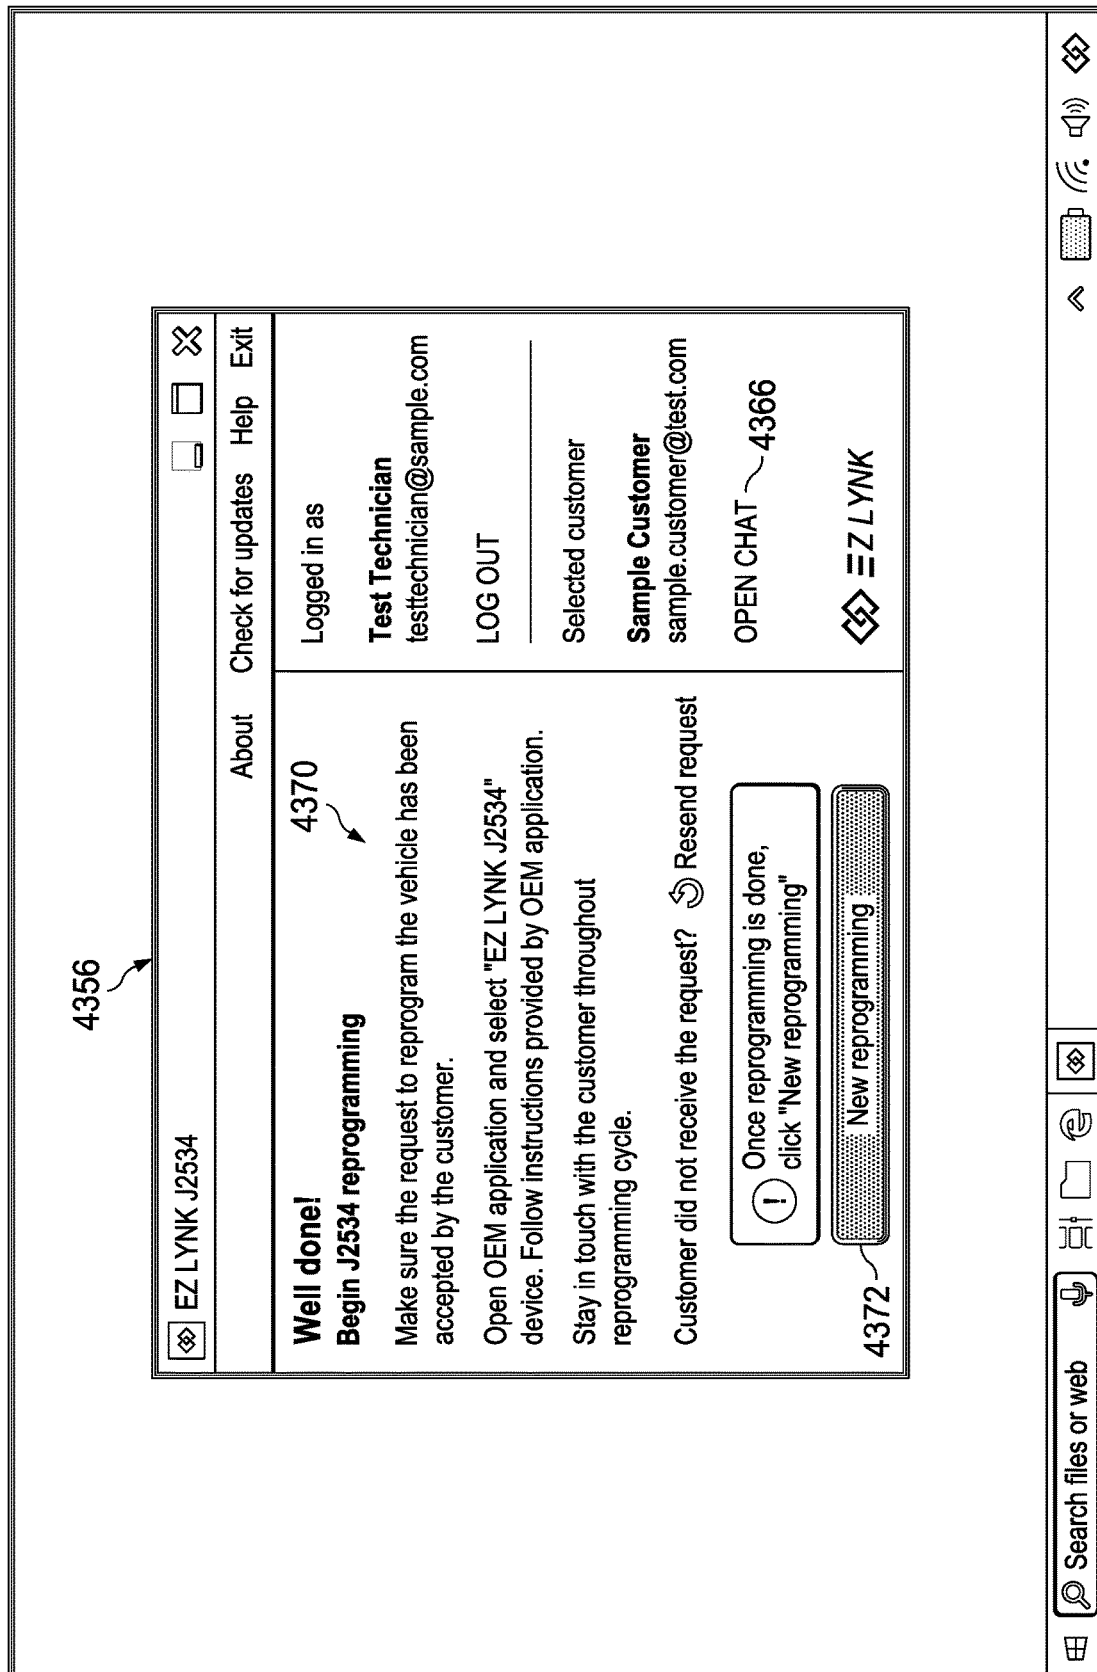 4356
EZ LYNK J2534
About Check for updates Help Exit
Well done!
4370
Begin J2534 reprogramming
Make sure the request to reprogram the vehicle has been
accepted by the customer.
Open OEM application and select "EZ LYNK J2534"
device. Follow instructions provided by OEM application.
Stay in touch with the customer throughout
reprogramming cycle.
Customer did not receive the request? Resend request
! Once reprogramming is done,
click "New reprogramming"
4372
New reprogramming
Logged in as
Test Technician
testtechnician@sample.com
LOG OUT
Selected customer
Sample Customer
sample.customer@test.com
OPEN CHAT 4366
EZ LYNK
Search files or web